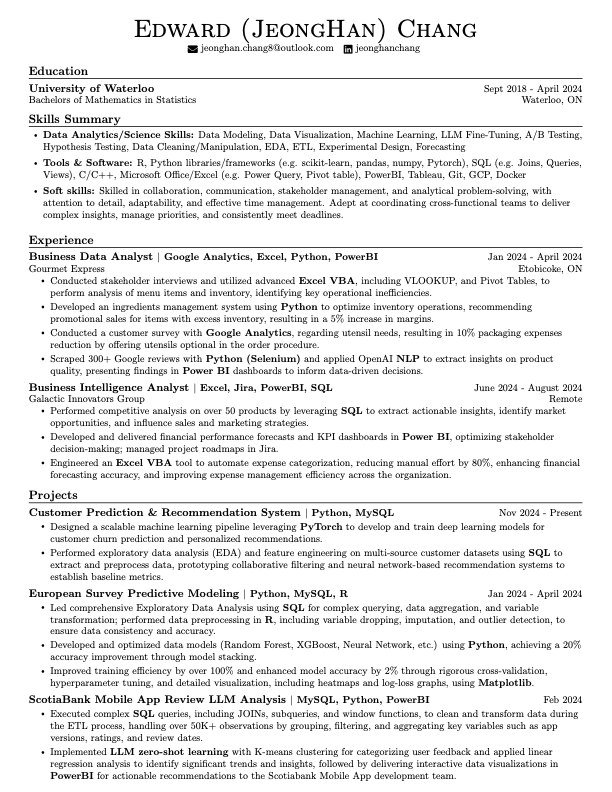 Edward (JeongHan) Chang
jeonghan.chang8@outlook.com jeonghanchang
Education
University of Waterloo Sept 2018 - April 2024
Bachelors of Mathematics in Statistics Waterloo, ON
Skills Summary
• Data Analytics/Science Skills: Data Modeling, Data Visualization, Machine Learning, LLM Fine-Tuning, A/B Testing,
Hypothesis Testing, Data Cleaning/Manipulation, EDA, ETL, Experimental Design, Forecasting
• Tools & Software: R, Python libraries/frameworks (e.g. scikit-learn, pandas, numpy, Pytorch), SQL (e.g. Joins, Queries,
Views), C/C++, Microsoft Office/Excel (e.g. Power Query, Pivot table), PowerBI, Tableau, Git, GCP, Docker
• Soft skills: Skilled in collaboration, communication, stakeholder management, and analytical problem-solving, with
attention to detail, adaptability, and effective time management. Adept at coordinating cross-functional teams to deliver
complex insights, manage priorities, and consistently meet deadlines.
Experience
Business Data Analyst | Google Analytics, Excel, Python, PowerBI Jan 2024 - April 2024
Gourmet Express Etobicoke, ON
• Conducted stakeholder interviews and utilized advanced Excel VBA, including VLOOKUP, and Pivot Tables, to
perform analysis of menu items and inventory, identifying key operational inefficiencies.
• Developed an ingredients management system using Python to optimize inventory operations, recommending
promotional sales for items with excess inventory, resulting in a 5% increase in margins.
• Conducted a customer survey with Google Analytics, regarding utensil needs, resulting in 10% packaging expenses
reduction by offering utensils optional in the order procedure.
• Scraped 300+ Google reviews with Python (Selenium) and applied OpenAI NLP to extract insights on product
quality, presenting findings in Power BI dashboards to inform data-driven decisions.
Business Intelligence Analyst | Excel, Jira, PowerBI, SQL June 2024 - August 2024
Galactic Innovators Group Remote
• Performed competitive analysis on over 50 products by leveraging SQL to extract actionable insights, identify market
opportunities, and influence sales and marketing strategies.
• Developed and delivered financial performance forecasts and KPI dashboards in Power BI, optimizing stakeholder
decision-making; managed project roadmaps in Jira.
• Engineered an Excel VBA tool to automate expense categorization, reducing manual effort by 80%, enhancing financial
forecasting accuracy, and improving expense management efficiency across the organization.
Projects
Customer Prediction & Recommendation System | Python, MySQL Nov 2024 - Present
• Designed a scalable machine learning pipeline leveraging PyTorch to develop and train deep learning models for
customer churn prediction and personalized recommendations.
• Performed exploratory data analysis (EDA) and feature engineering on multi-source customer datasets using SQL to
extract and preprocess data, prototyping collaborative filtering and neural network-based recommendation systems to
establish baseline metrics.
European Survey Predictive Modeling | Python, MySQL, R Jan 2024 - April 2024
• Led comprehensive Exploratory Data Analysis using SQL for complex querying, data aggregation, and variable
transformation; performed data preprocessing in R, including variable dropping, imputation, and outlier detection, to
ensure data consistency and accuracy.
• Developed and optimized data models (Random Forest, XGBoost, Neural Network, etc.) using Python, achieving a 20%
accuracy improvement through model stacking.
• Improved training efficiency by over 100% and enhanced model accuracy by 2% through rigorous cross-validation,
hyperparameter tuning, and detailed visualization, including heatmaps and log-loss graphs, using Matplotlib.
ScotiaBank Mobile App Review LLM Analysis | MySQL, Python, PowerBI Feb 2024
• Executed complex SQL queries, including JOINs, subqueries, and window functions, to clean and transform data during
the ETL process, handling over 50K+ observations by grouping, filtering, and aggregating key variables such as app
versions, ratings, and review dates.
• Implemented LLM zero-shot learning with K-means clustering for categorizing user feedback and applied linear
regression analysis to identify significant trends and insights, followed by delivering interactive data visualizations in
PowerBI for actionable recommendations to the Scotiabank Mobile App development team.